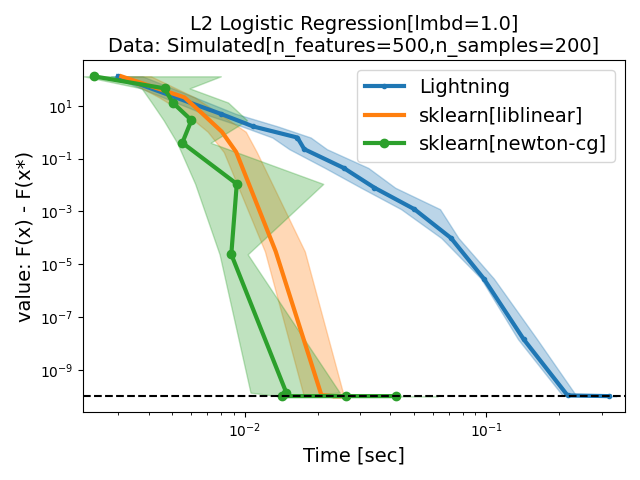 L2 Logistic Regression[lmbd=1.0]
Data: Simulated[n_features=500,n_samples=200]
Lightning
sklearn[liblinear]
sklearn[newton-cg]
value: F(x) - F(x*)
10¹
10⁻¹
10⁻³
10⁻⁵
10⁻⁷
10⁻⁹
10⁻²
10⁻¹
Time [sec]